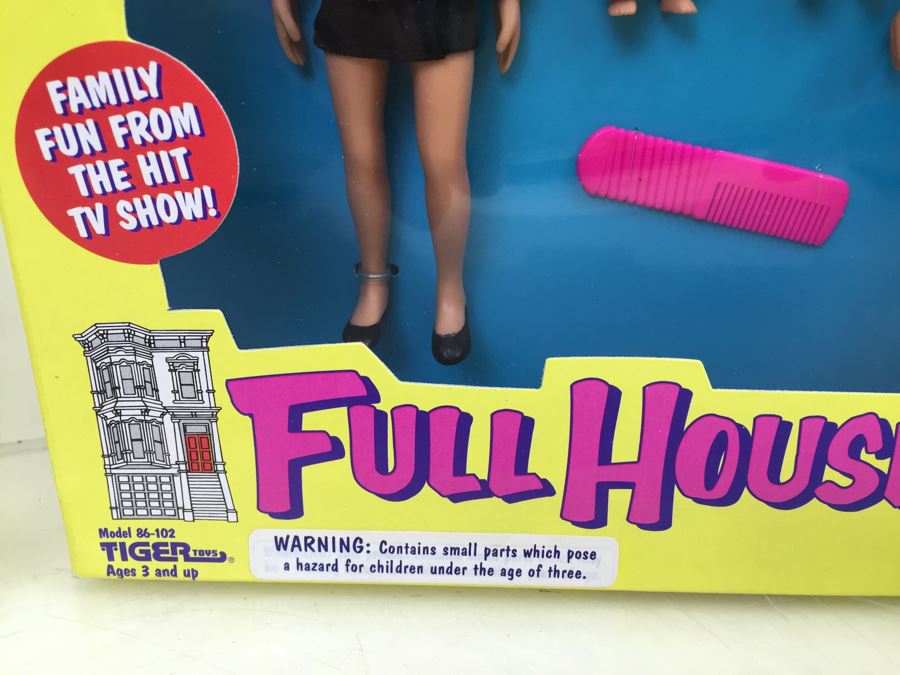 FAMILY
FUN FROM
THE HIT
TV SHOW!
FULL HOUS
Model 86-102
TIGER TOYS®
Ages 3 and up
WARNING: Contains small parts which pose
a hazard for children under the age of three.